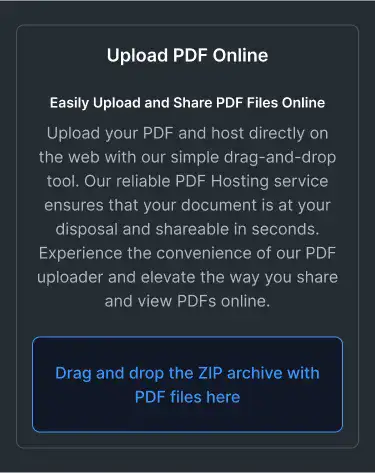 Upload PDF Online
Easily Upload and Share PDF Files Online
Upload your PDF and host directly on
the web with our simple drag-and-drop
tool. Our reliable PDF Hosting service
ensures that your document is at your
disposal and shareable in seconds.
Experience the convenience of our PDF
uploader and elevate the way you share
and view PDFs online.
Drag and drop the ZIP archive with
PDF files here